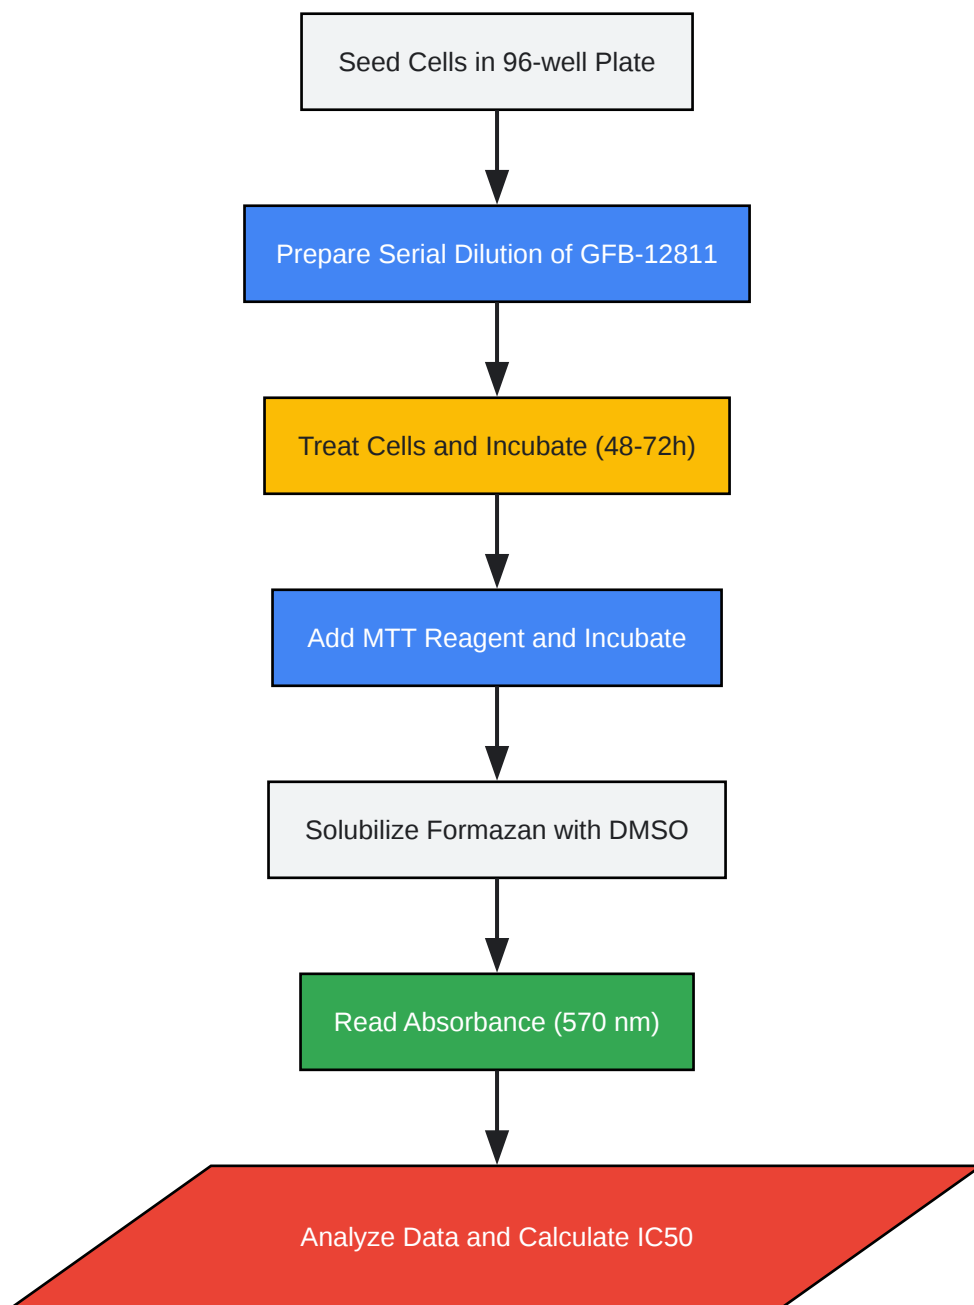 Seed Cells in 96-well Plate
Prepare Serial Dilution of GFB-12811
Treat Cells and Incubate (48-72h)
Add MTT Reagent and Incubate
Solubilize Formazan with DMSO
Read Absorbance (570 nm)
Analyze Data and Calculate IC50